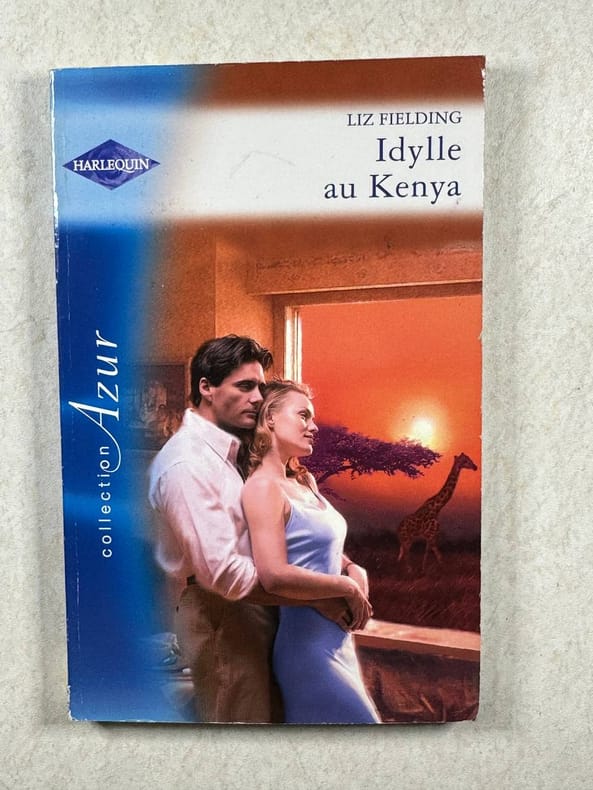 LIZ FIELDING
Idylle
au Kenya
HARLEQUIN
collection Azur